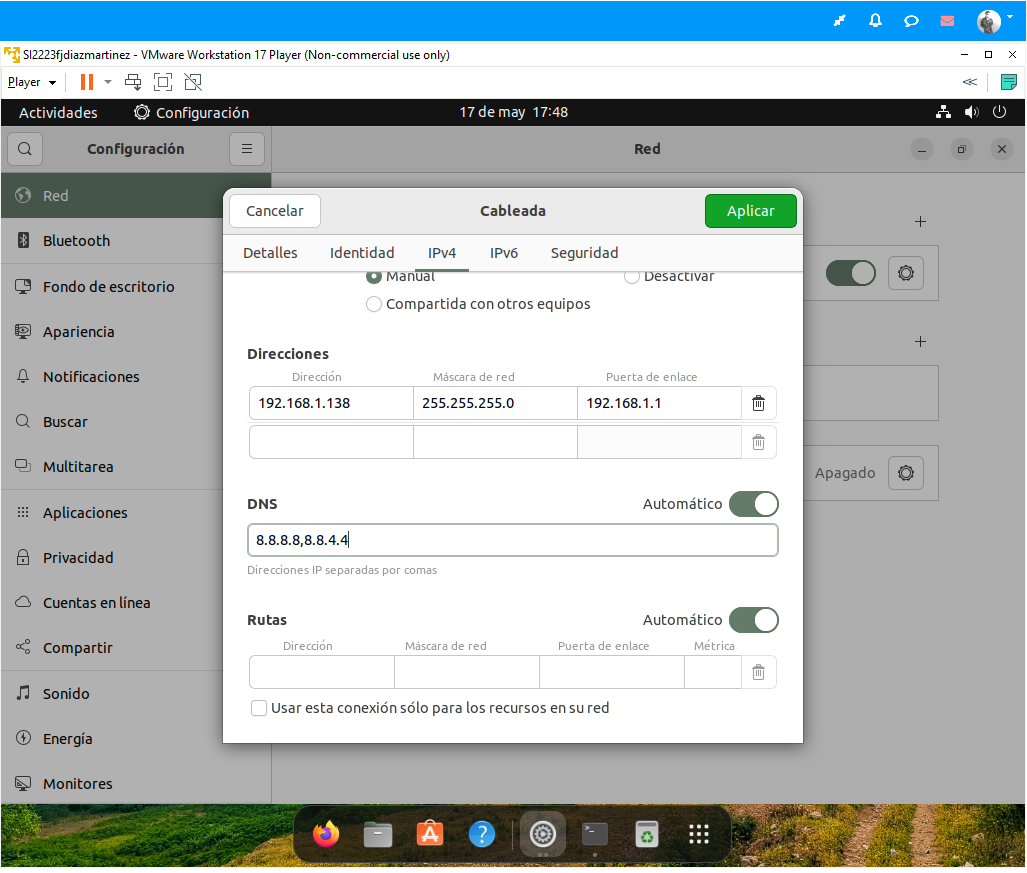 SI2223fjdiazmartinez - VMware Workstation 17 Player (Non-commercial use only)
Player
Actividades Configuración 17 de may 17:48
Configuración Red
Red
Bluetooth
Fondo de escritorio
Apariencia
Notificaciones
Buscar
Multitarea
Aplicaciones
Privacidad
Cuentas en línea
Compartir
Sonido
Energía
Monitores
Cancelar Cableada Aplicar
Detalles Identidad IPv4 IPv6 Seguridad
Manual Desactivar
Compartida con otros equipos
Direcciones
Dirección Máscara de red Puerta de enlace
192.168.1.138 255.255.255.0 192.168.1.1
DNS Automático
8.8.8.8,8.8.4.4
Direcciones IP separadas por comas
Rutas Automático
Dirección Máscara de red Puerta de enlace Métrica
Usar esta conexión sólo para los recursos en su red
Apagado